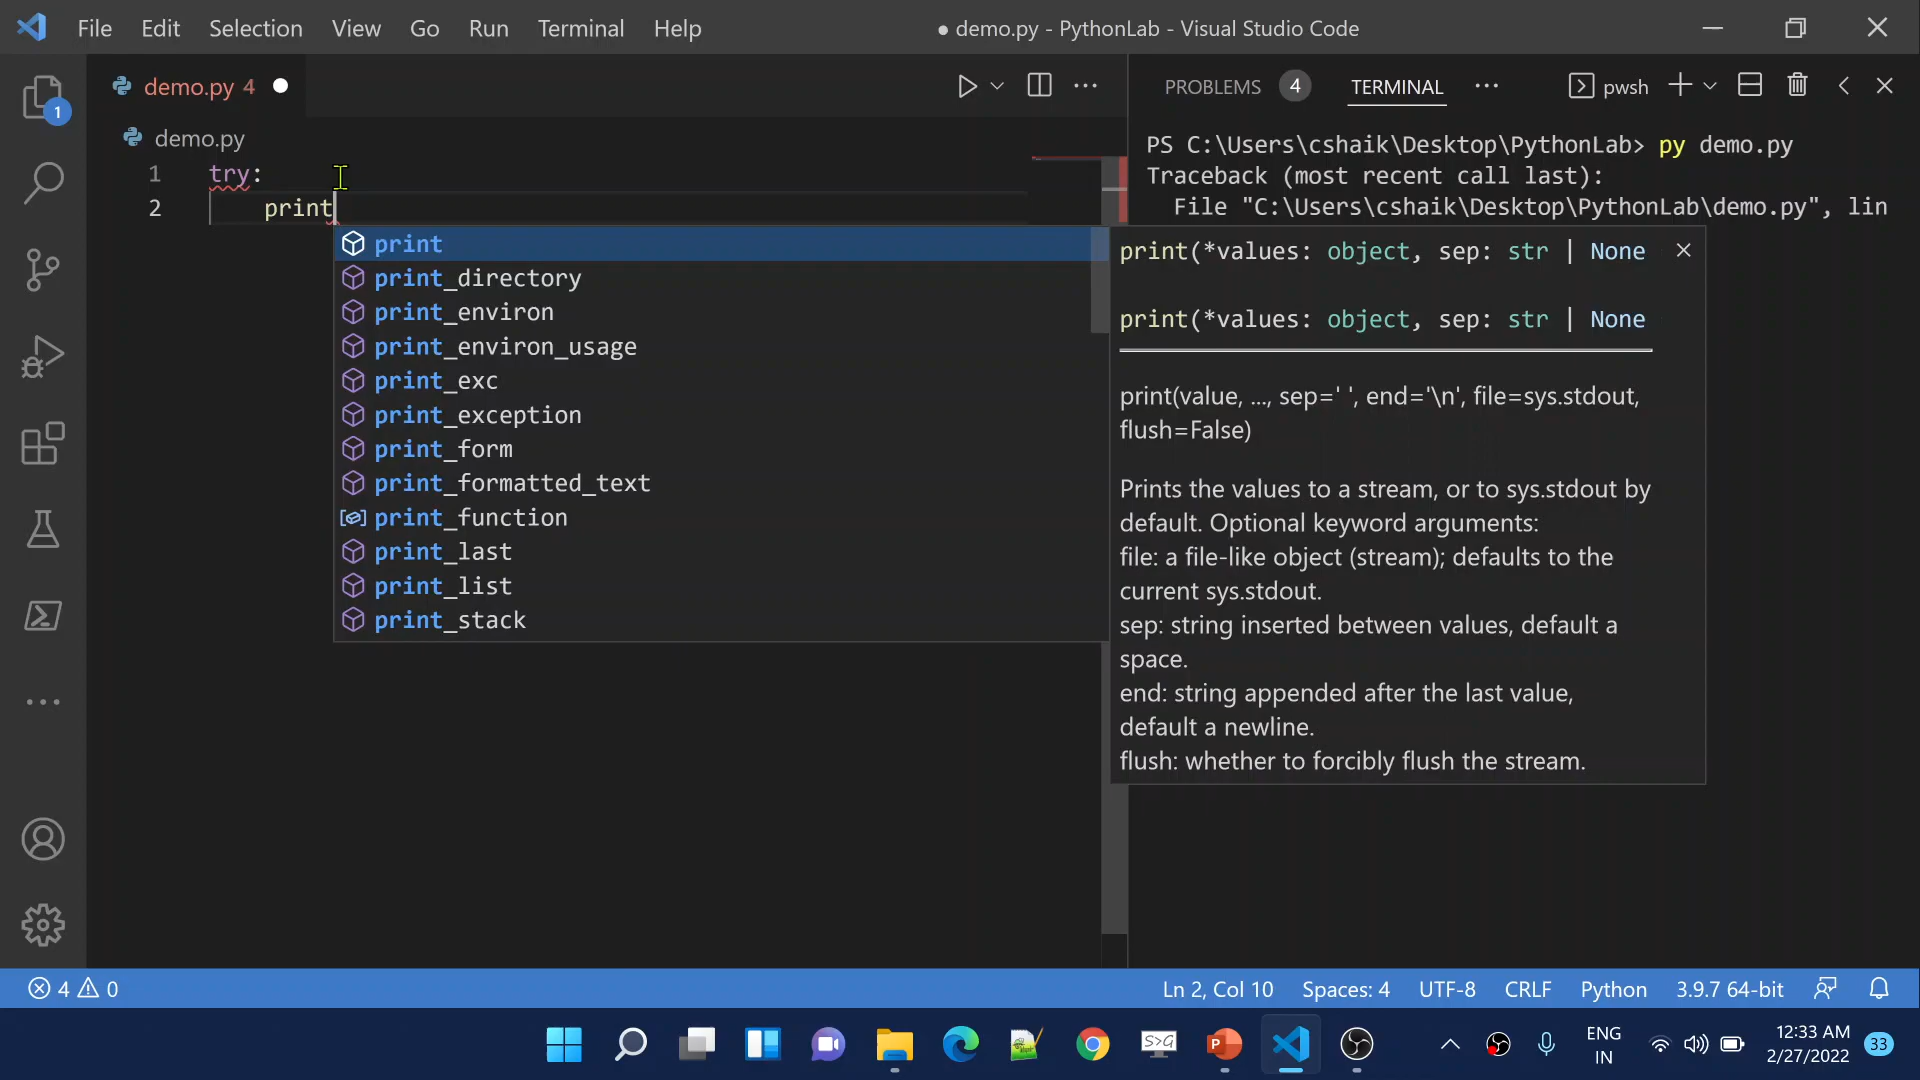 File Edit Selection View Go Run Terminal Help
● demo.py - PythonLab - Visual Studio Code
demo.py 4
demo.py
1 try:
2 print
print
print_directory
print_environ
print_environ_usage
print_exc
print_exception
print_form
print_formatted_text
print_function
print_last
print_list
print_stack
PROBLEMS 4 TERMINAL ··· pwsh
PS C:\Users\cshaik\Desktop\PythonLab> py demo.py
Traceback (most recent call last):
File "C:\Users\cshaik\Desktop\PythonLab\demo.py", lin
print(*values: object, sep: str | None
print(*values: object, sep: str | None
print(value, ..., sep=' ', end='\n', file=sys.stdout,
flush=False)
Prints the values to a stream, or to sys.stdout by
default. Optional keyword arguments:
file: a file-like object (stream); defaults to the
current sys.stdout.
sep: string inserted between values, default a
space.
end: string appended after the last value,
default a newline.
flush: whether to forcibly flush the stream.
1
4 0
Ln 2, Col 10 Spaces: 4 UTF-8 CRLF Python 3.9.7 64-bit
S>G
P
ENG
IN
12:33 AM
2/27/2022
33